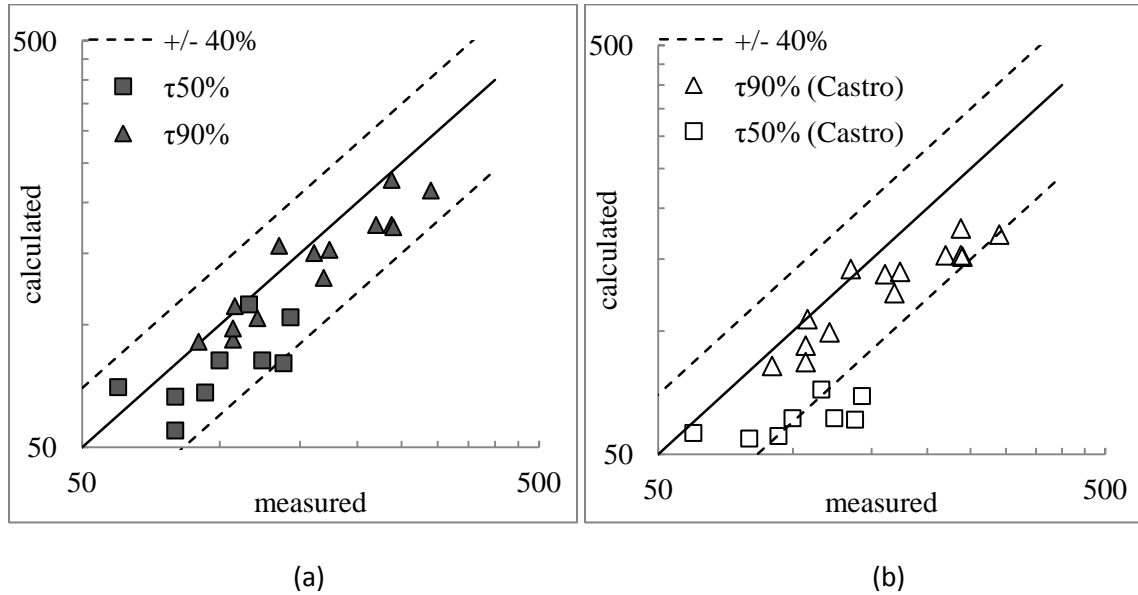 500
+/- 40%
τ50%
τ90%
calculated
50
50
500
measured
(a)
500
+/- 40%
τ90% (Castro)
τ50% (Castro)
calculated
50
50
500
measured
(b)